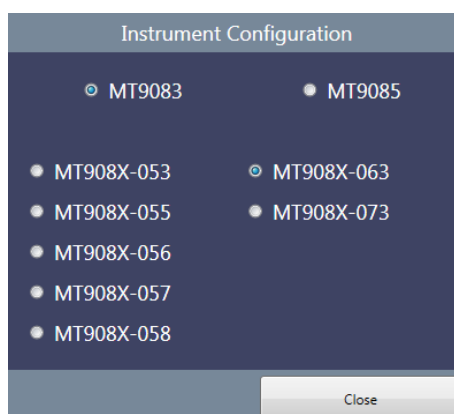 Instrument Configuration
MT9083 MT9085
MT908X-053 MT908X-063
MT908X-055 MT908X-073
MT908X-056
MT908X-057
MT908X-058
Close